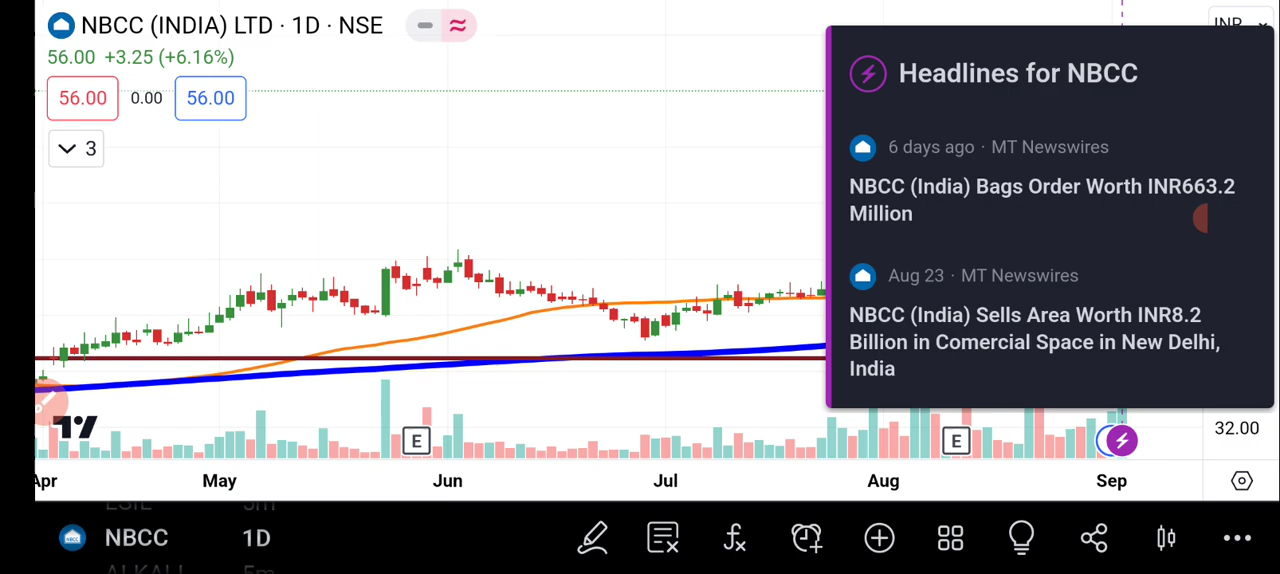 NBCC (INDIA) LTD · 1D · NSE
INR
56.00 +3.25 (+6.16%)
56.00 0.00 56.00
3
Headlines for NBCC
6 days ago · MT Newswires
NBCC (India) Bags Order Worth INR663.2
Million
Aug 23 · MT Newswires
NBCC (India) Sells Area Worth INR8.2
Billion in Comercial Space in New Delhi,
India
E
E
32.00
Apr May Jun Jul Aug Sep
NBCC 1D